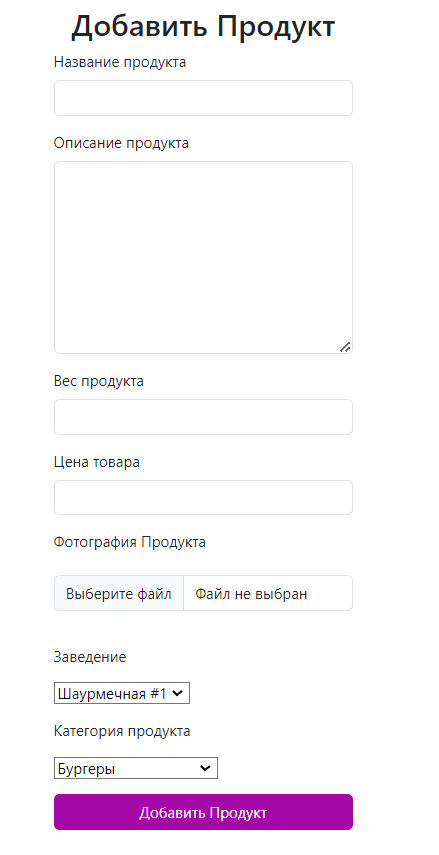 Добавить Продукт
Название продукта
Описание продукта
Вес продукта
Цена товара
Фотография Продукта
Выберите файл Файл не выбран
Заведение
Шаурмечная #1
Категория продукта
Бургеры
Добавить Продукт